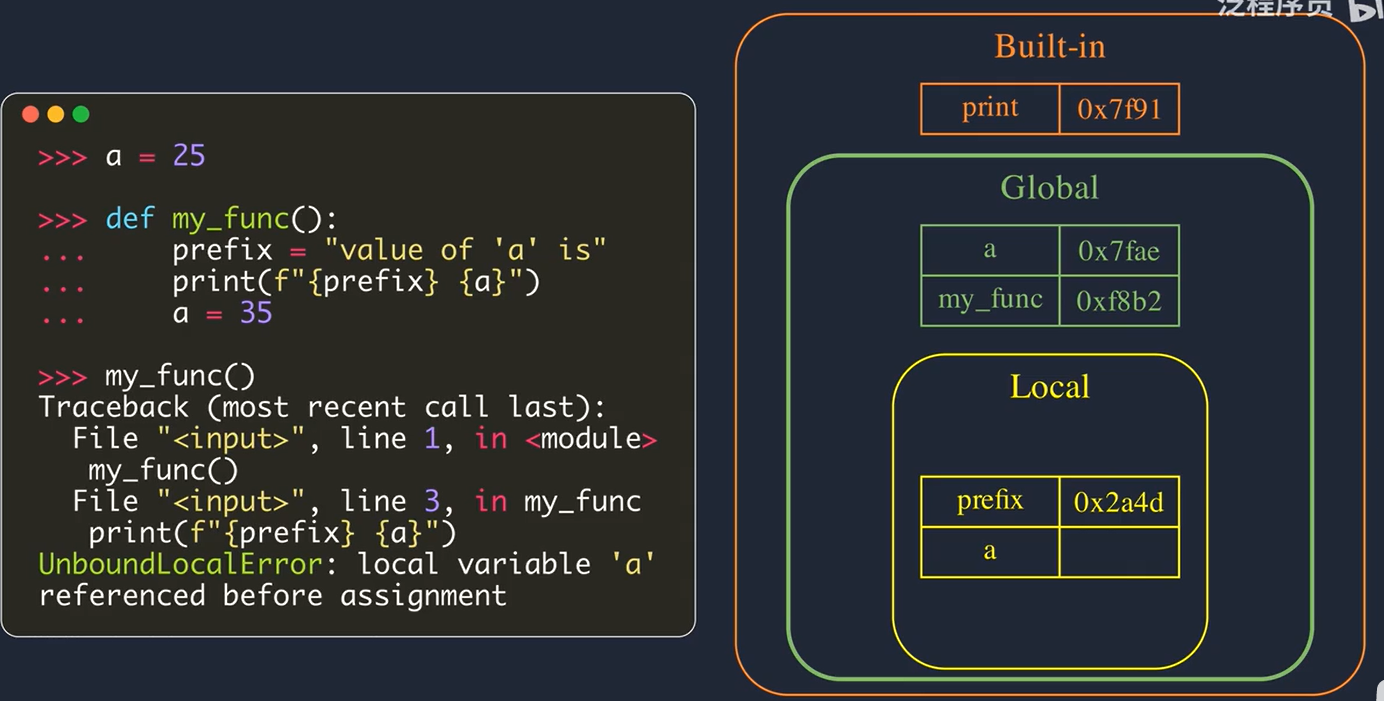 泛程序员
>>> a = 25
>>> def my_func():
... prefix = "value of 'a' is"
... print(f"{prefix} {a}")
... a = 35
>>> my_func()
Traceback (most recent call last):
File "<input>", line 1, in <module>
my_func()
File "<input>", line 3, in my_func
print(f"{prefix} {a}")
UnboundLocalError: local variable 'a'
referenced before assignment
Built-in
print 0x7f91
Global
a 0x7fae
my_func 0xf8b2
Local
prefix 0x2a4d
a